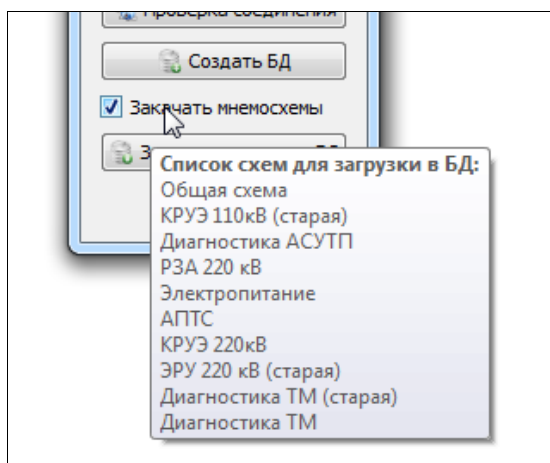 Проверка соединения
Создать БД
Закачать мнемосхемы
Список схем для загрузки в БД:
Общая схема
КРУЭ 110кВ (старая)
Диагностика АСУТП
РЗА 220 кВ
Электропитание
АПТС
КРУЭ 220кВ
ЭРУ 220 кВ (старая)
Диагностика ТМ (старая)
Диагностика ТМ